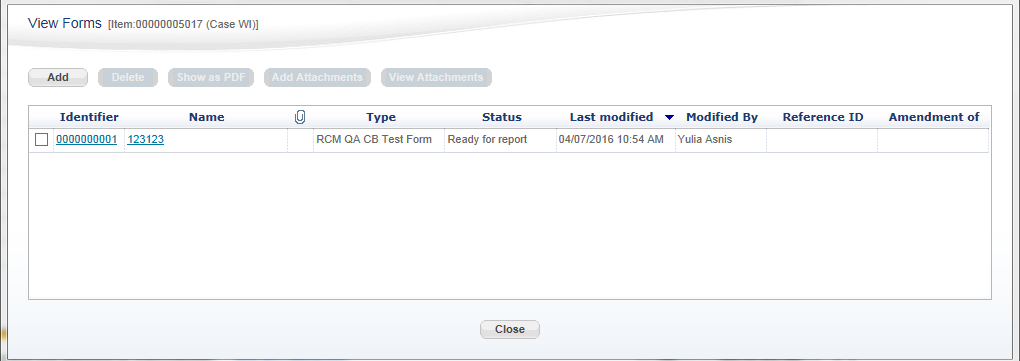 View Forms [Item:00000005017 (Case WI)]
Add Delete Show as PDF Add Attachments View Attachments
Identifier Name Type Status Last modified Modified By Reference ID Amendment of
0000000001 123123 RCM QA CB Test Form Ready for report 04/07/2016 10:54 AM Yulia Asnis
Close